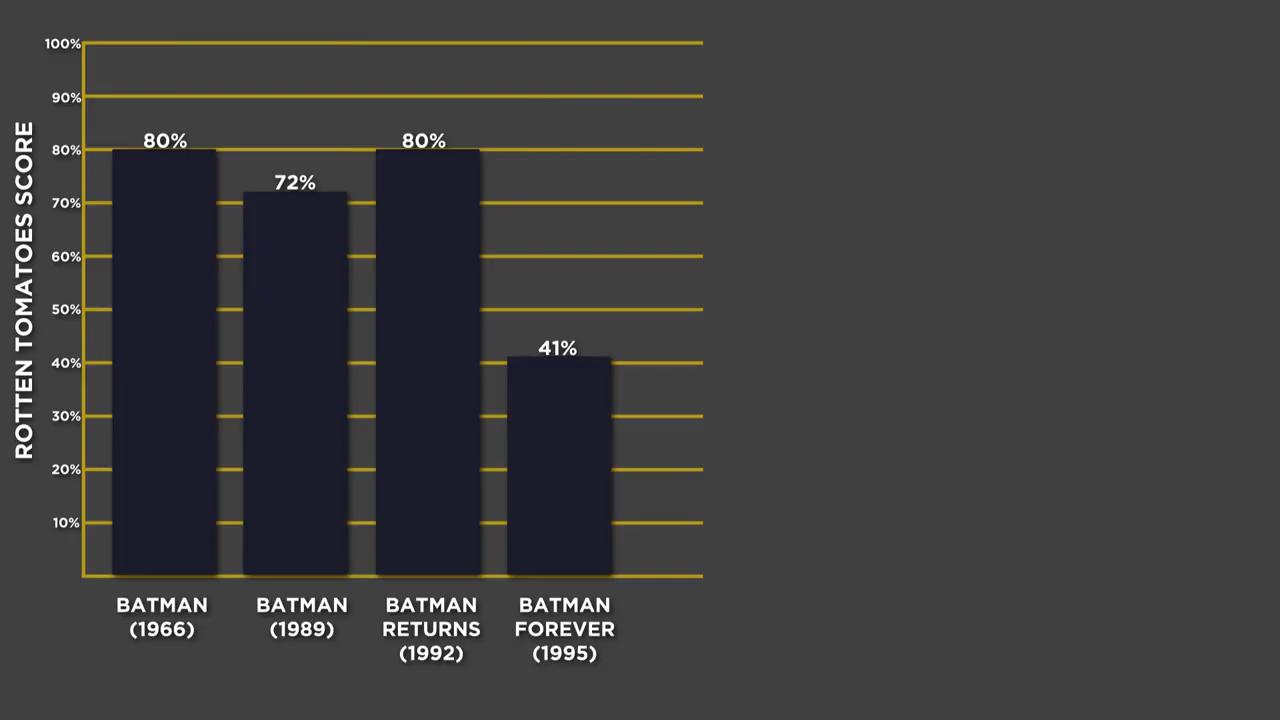 ROTTEN TOMATOES SCORE
100%
90%
80%
70%
60%
50%
40%
30%
20%
10%
80%
72%
80%
41%
BATMAN
(1966)
BATMAN
(1989)
BATMAN
RETURNS
(1992)
BATMAN
FOREVER
(1995)